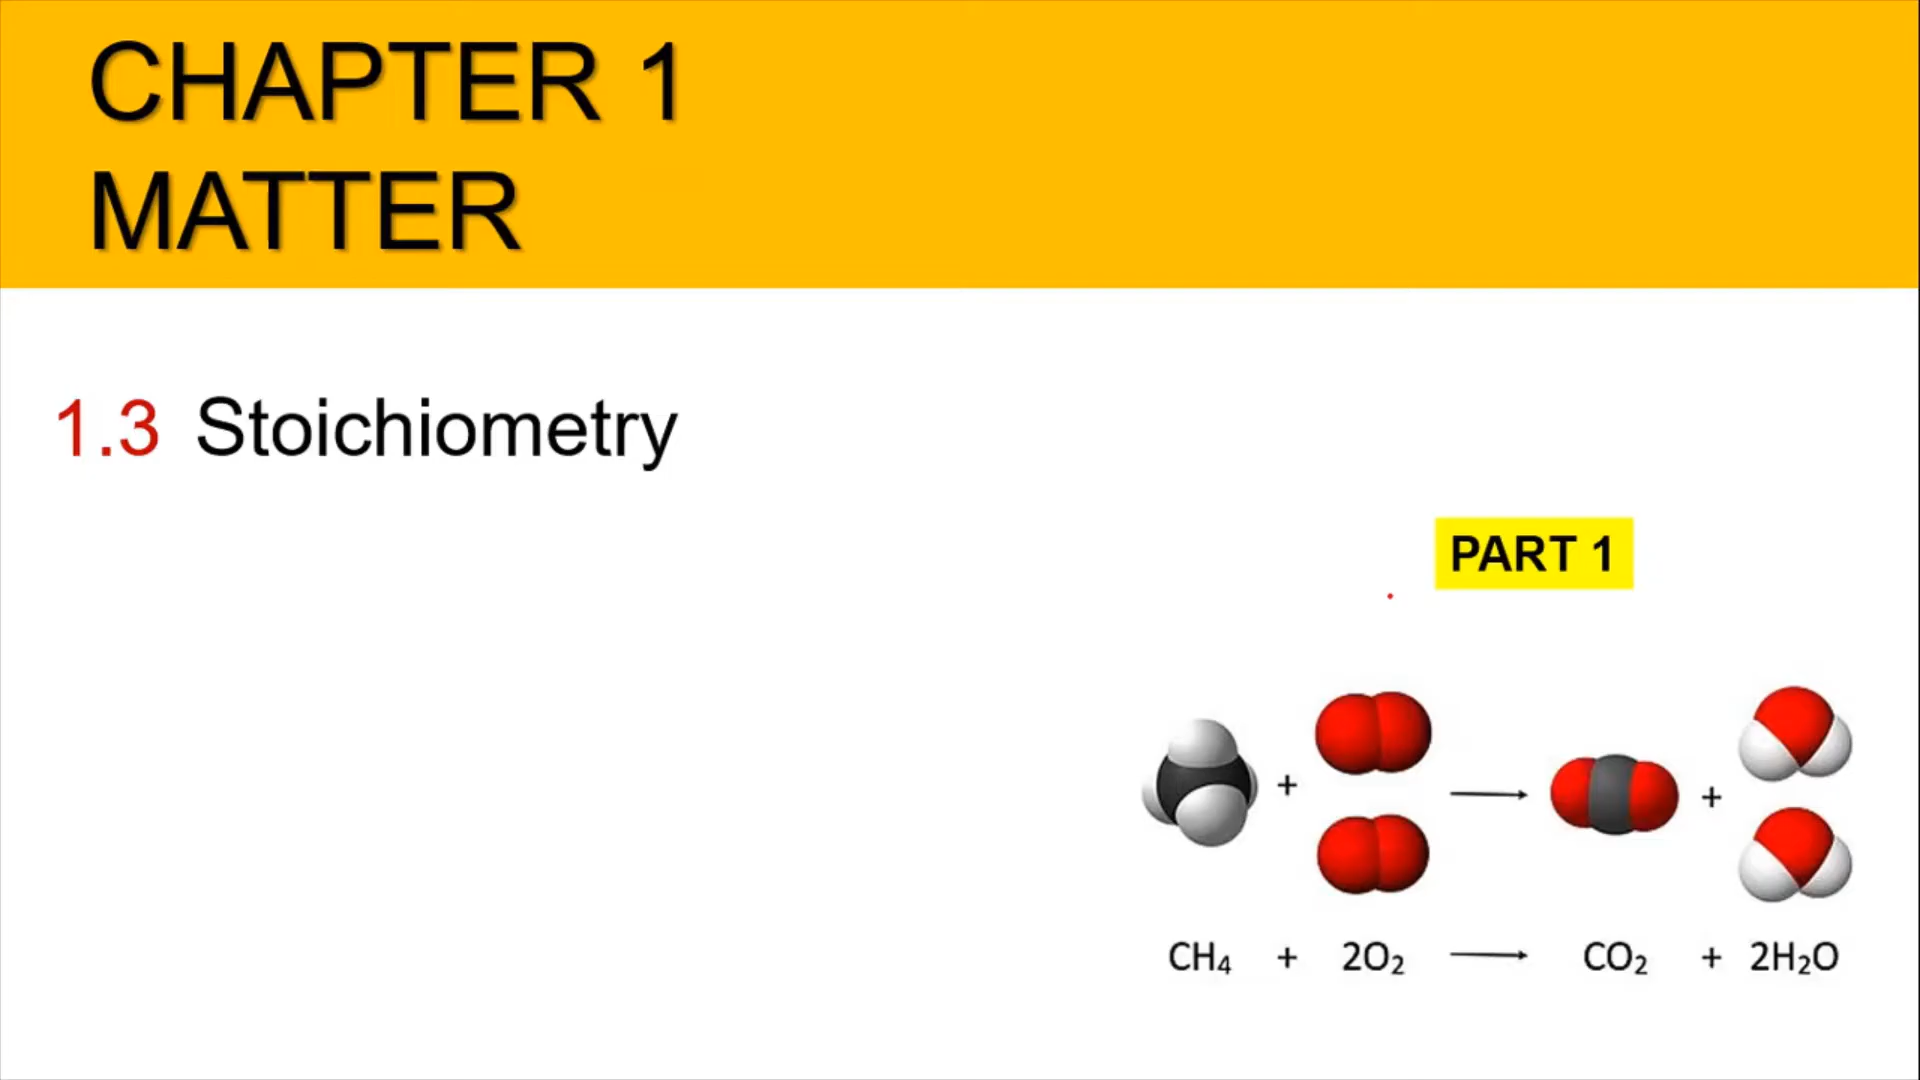 CHAPTER 1
MATTER
1.3 Stoichiometry
PART 1
+ +
CH₄ + 2O₂ ⟶ CO₂ + 2H₂O